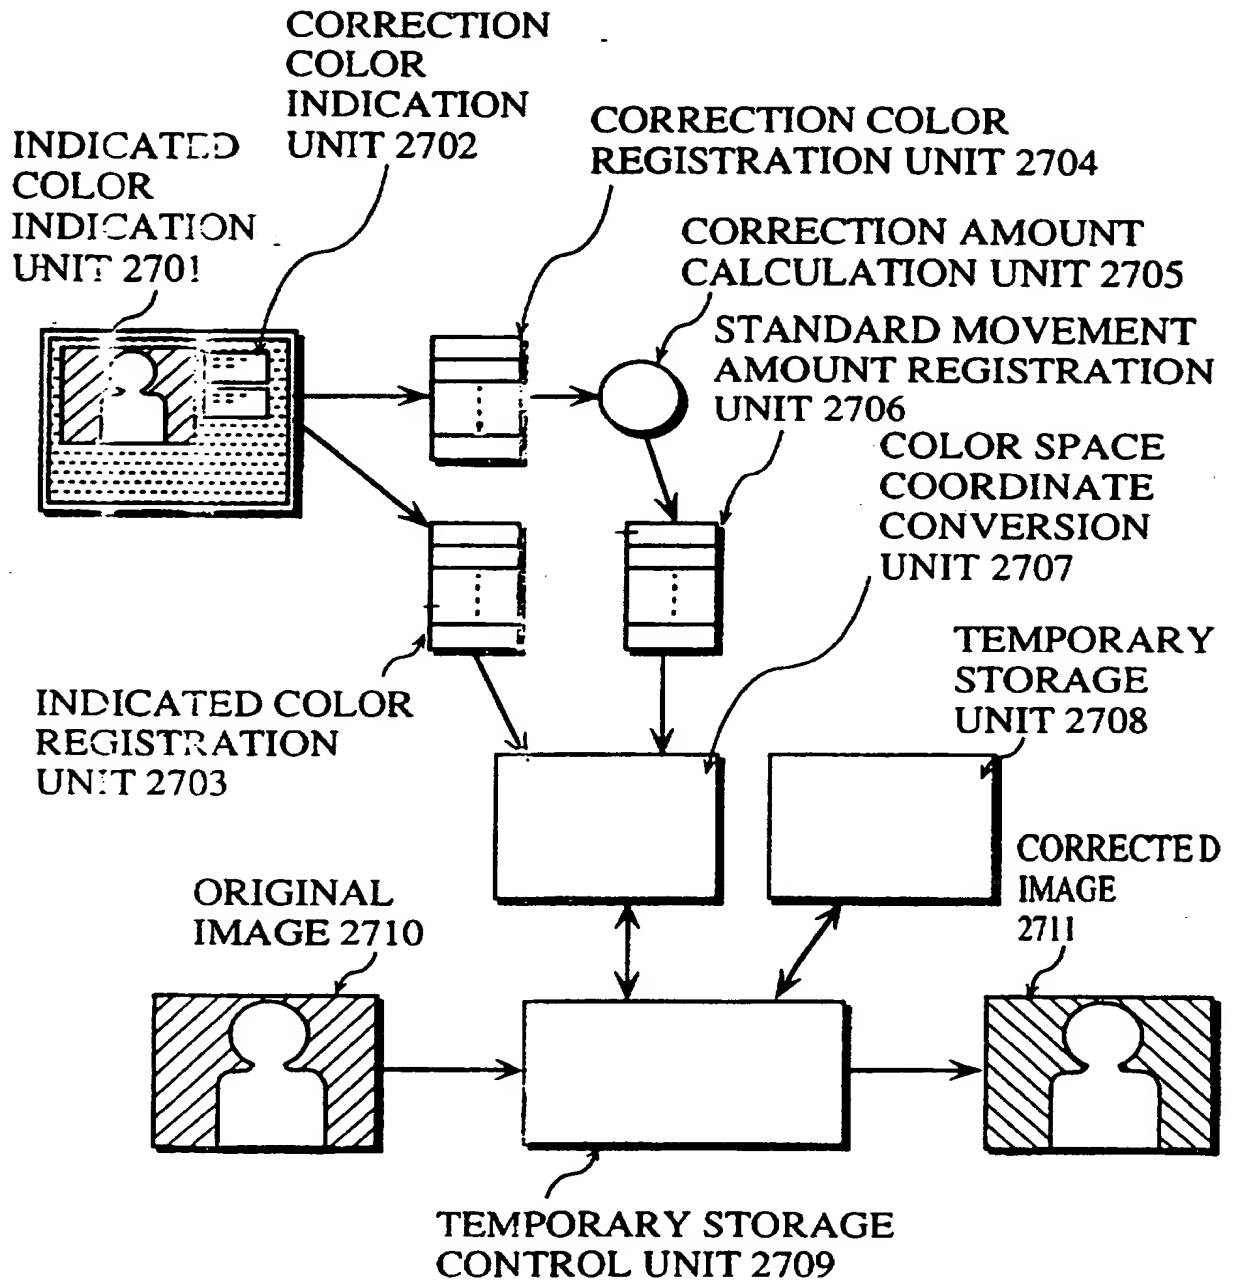 CORRECTION
COLOR
INDICATION
UNIT 2702
INDICATED
COLOR
INDICATION
UNIT 2701
CORRECTION COLOR
REGISTRATION UNIT 2704
CORRECTION AMOUNT
CALCULATION UNIT 2705
STANDARD MOVEMENT
AMOUNT REGISTRATION
UNIT 2706
COLOR SPACE
COORDINATE
CONVERSION
UNIT 2707
TEMPORARY
STORAGE
UNIT 2708
INDICATED COLOR
REGISTRATION
UNIT 2703
ORIGINAL
IMAGE 2710
CORRECTED
IMAGE
2711
TEMPORARY STORAGE
CONTROL UNIT 2709